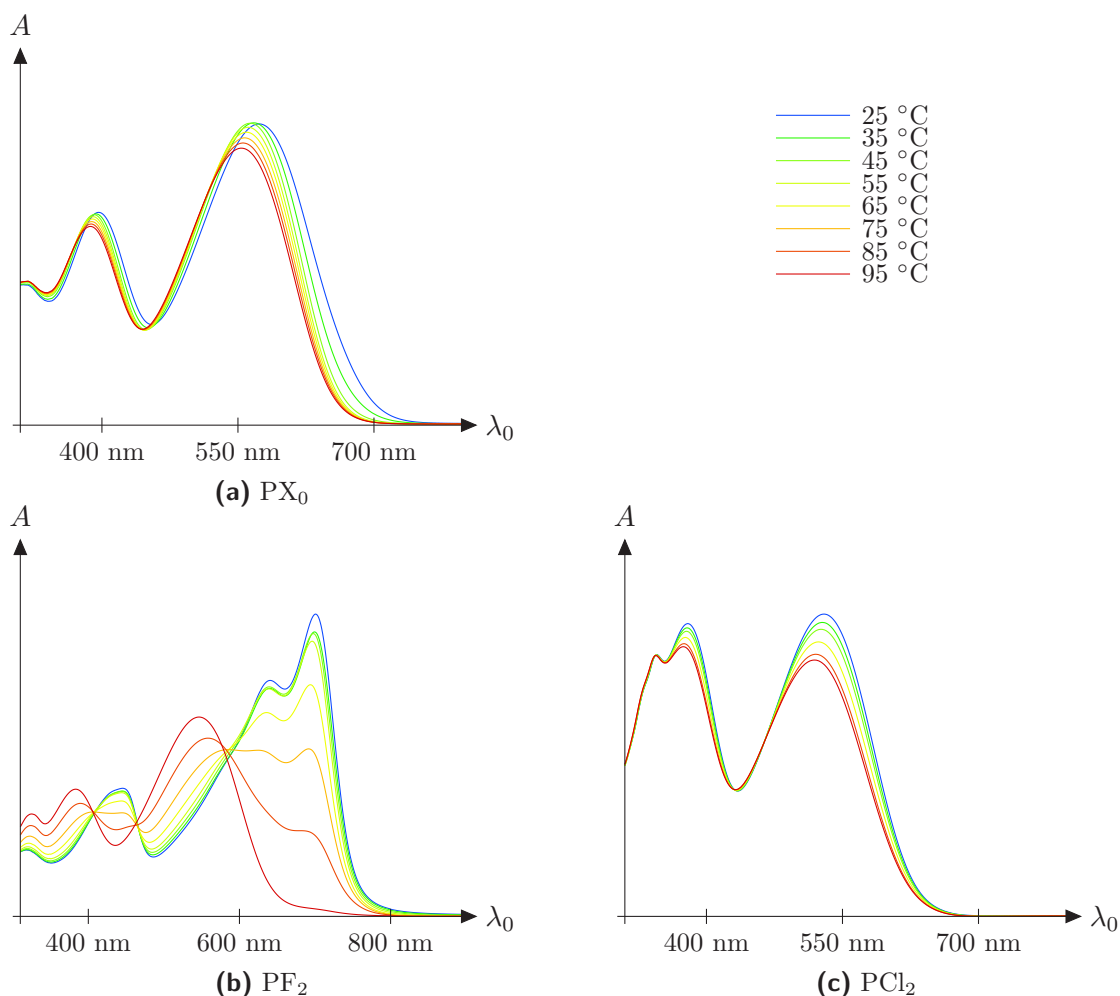 A
25 °C
35 °C
45 °C
55 °C
65 °C
75 °C
85 °C
95 °C
λ₀
400 nm 550 nm 700 nm
(a) PX₀
A A
λ₀ λ₀
400 nm 600 nm 800 nm 400 nm 550 nm 700 nm
(b) PF₂ (c) PCl₂